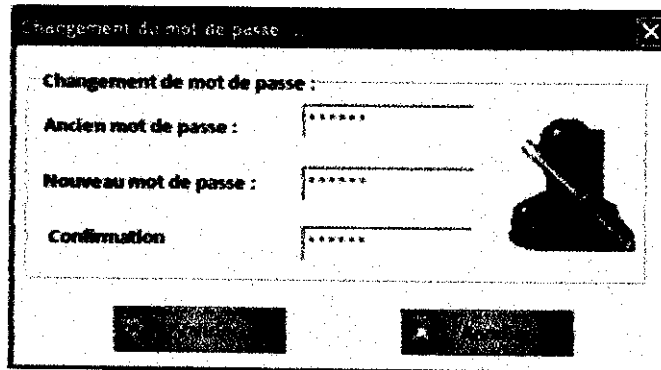 Changement du mot de passe ...
Changement de mot de passe :
Ancien mot de passe : ******
Nouveau mot de passe : ******
Confirmation ******